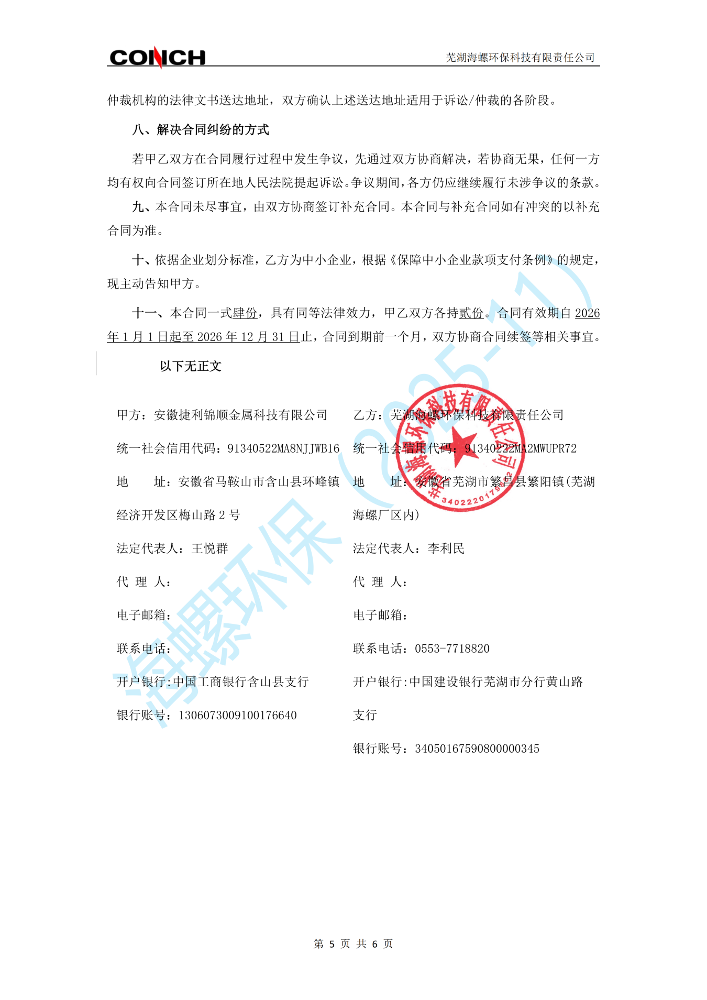 CONCH
芜湖海螺环保科技有限责任公司
仲裁机构的法律文书送达地址，双方确认上述送达地址适用于诉讼/仲裁的各阶段。
八、解决合同纠纷的方式
若甲乙双方在合同履行过程中发生争议，先通过双方协商解决，若协商无果，任何一方
均有权向合同签订所在地人民法院提起诉讼。争议期间，各方仍应继续履行未涉争议的条款。
九、本合同未尽事宜，由双方协商签订补充合同。本合同与补充合同如有冲突的以补充
合同为准。
十、依据企业划分标准，乙方为中小企业，根据《保障中小企业款项支付条例》的规定，
现主动告知甲方。
十一、本合同一式肆份，具有同等法律效力，甲乙双方各持贰份。合同有效期自 2026
年 1 月 1 日起至 2026 年 12 月 31 日止，合同到期前一个月，双方协商合同续签等相关事宜。
以下无正文
甲方：安徽捷利锦顺金属科技有限公司
统一社会信用代码：91340522MA8NJJWB16
地 址：安徽省马鞍山市含山县环峰镇
经济开发区梅山路 2 号
法定代表人：王悦群
代 理 人：
电子邮箱：
联系电话：
开户银行:中国工商银行含山县支行
银行账号：1306073009100176640
乙方：芜湖海螺环保科技有限责任公司
统一社会信用代码：91340222MA2MWUPR72
地 址：安徽省芜湖市繁昌县繁阳镇(芜湖
海螺厂区内)
法定代表人：李利民
代 理 人：
电子邮箱：
联系电话：0553-7718820
开户银行:中国建设银行芜湖市分行黄山路
支行
银行账号：34050167590800000345
芜湖海螺环保科技有限责任公司
3402220179862
海螺环保（2025-11）
第 5 页 共 6 页